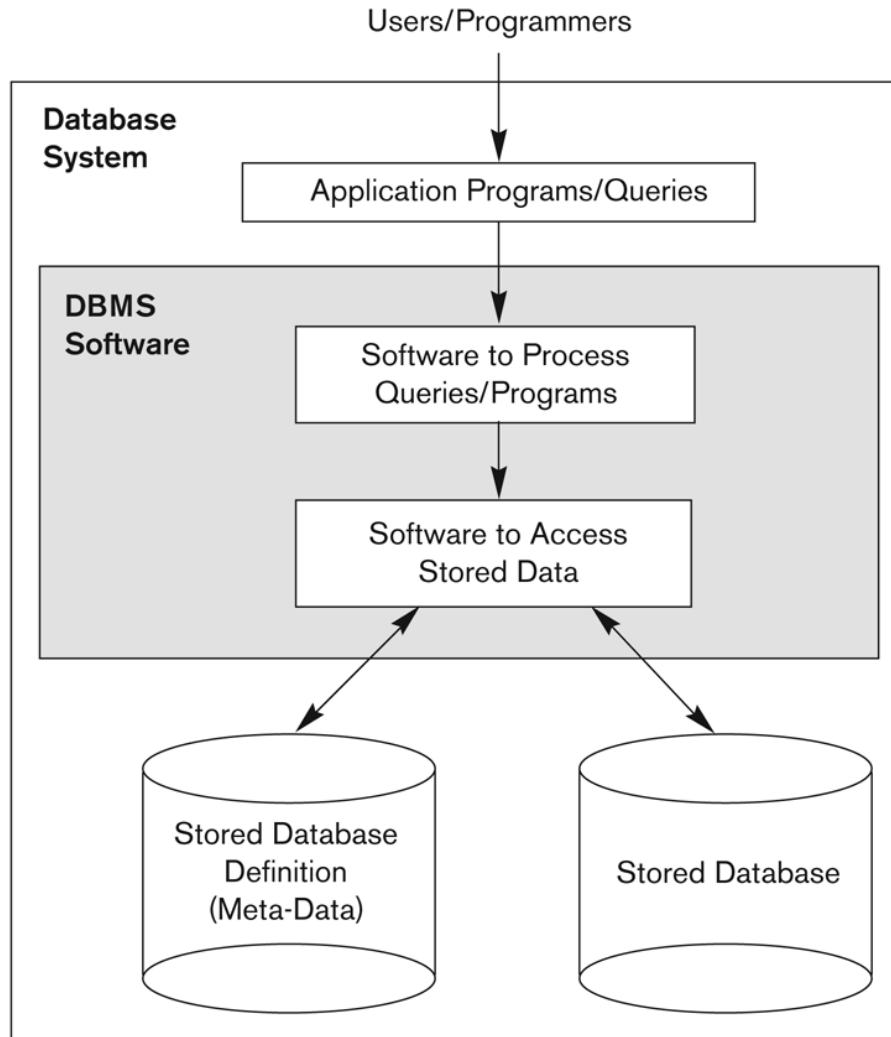 Users/Programmers
Database
System
Application Programs/Queries
DBMS
Software
Software to Process
Queries/Programs
Software to Access
Stored Data
Stored Database
Definition
(Meta-Data)
Stored Database